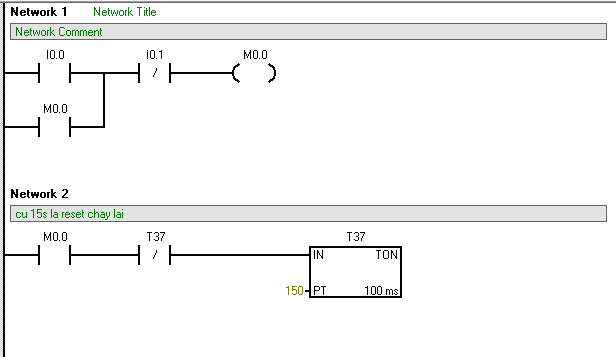 Network 1 Network Title
Network Comment
I0.0 I0.1 M0.0
/
M0.0
Network 2
cu 15s la reset chay lai
M0.0 T37 T37
/ IN TON
150 PT 100 ms